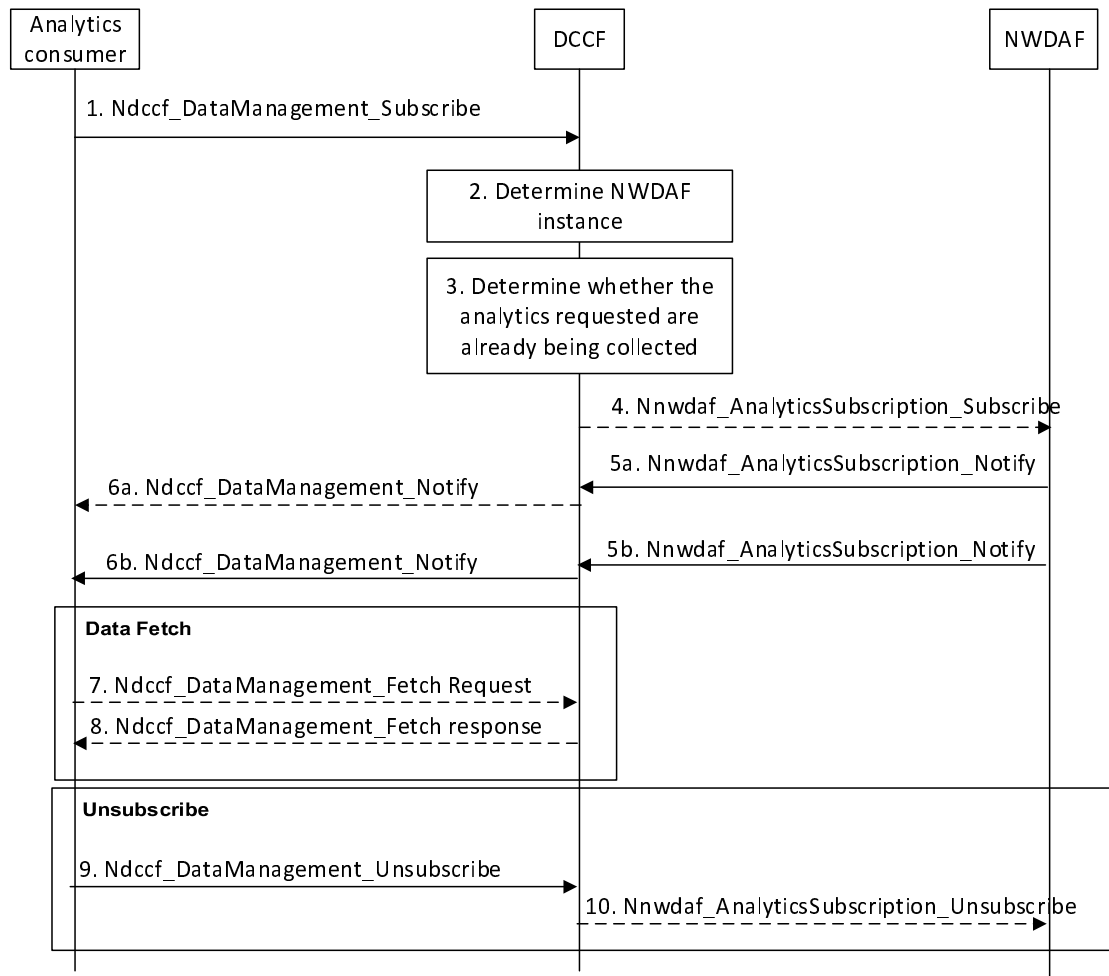 Analytics
consumer
DCCF
NWDAF
1. Ndccf_DataManagement_Subscribe
2. Determine NWDAF
instance
3. Determine whether the
analytics requested are
already being collected
4. Nnwdaf_AnalyticsSubscription_Subscribe
5a. Nnwdaf_AnalyticsSubscription_Notify
6a. Ndccf_DataManagement_Notify
5b. Nnwdaf_AnalyticsSubscription_Notify
6b. Ndccf_DataManagement_Notify
Data Fetch
7. Ndccf_DataManagement_Fetch Request
8. Ndccf_DataManagement_Fetch response
Unsubscribe
9. Ndccf_DataManagement_Unsubscribe
10. Nnwdaf_AnalyticsSubscription_Unsubscribe